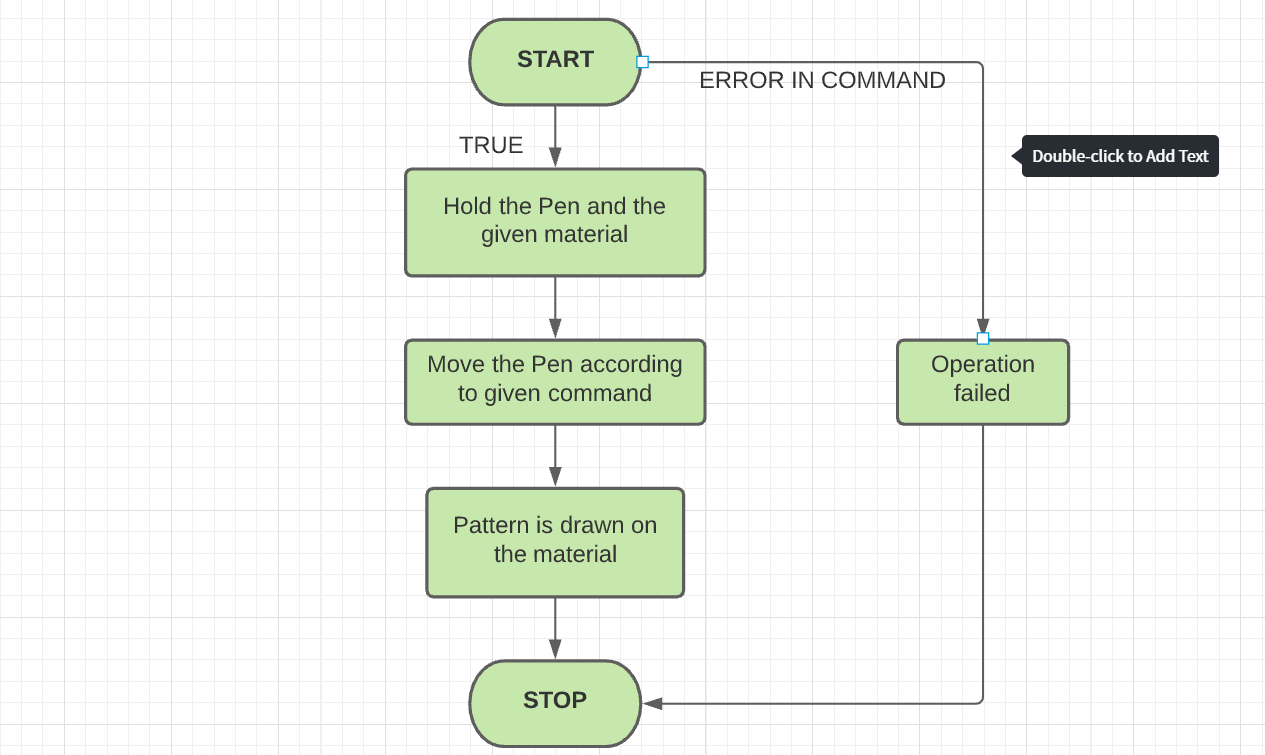 START
ERROR IN COMMAND
TRUE
Double-click to Add Text
Hold the Pen and the
given material
Move the Pen according
to given command
Operation
failed
Pattern is drawn on
the material
STOP